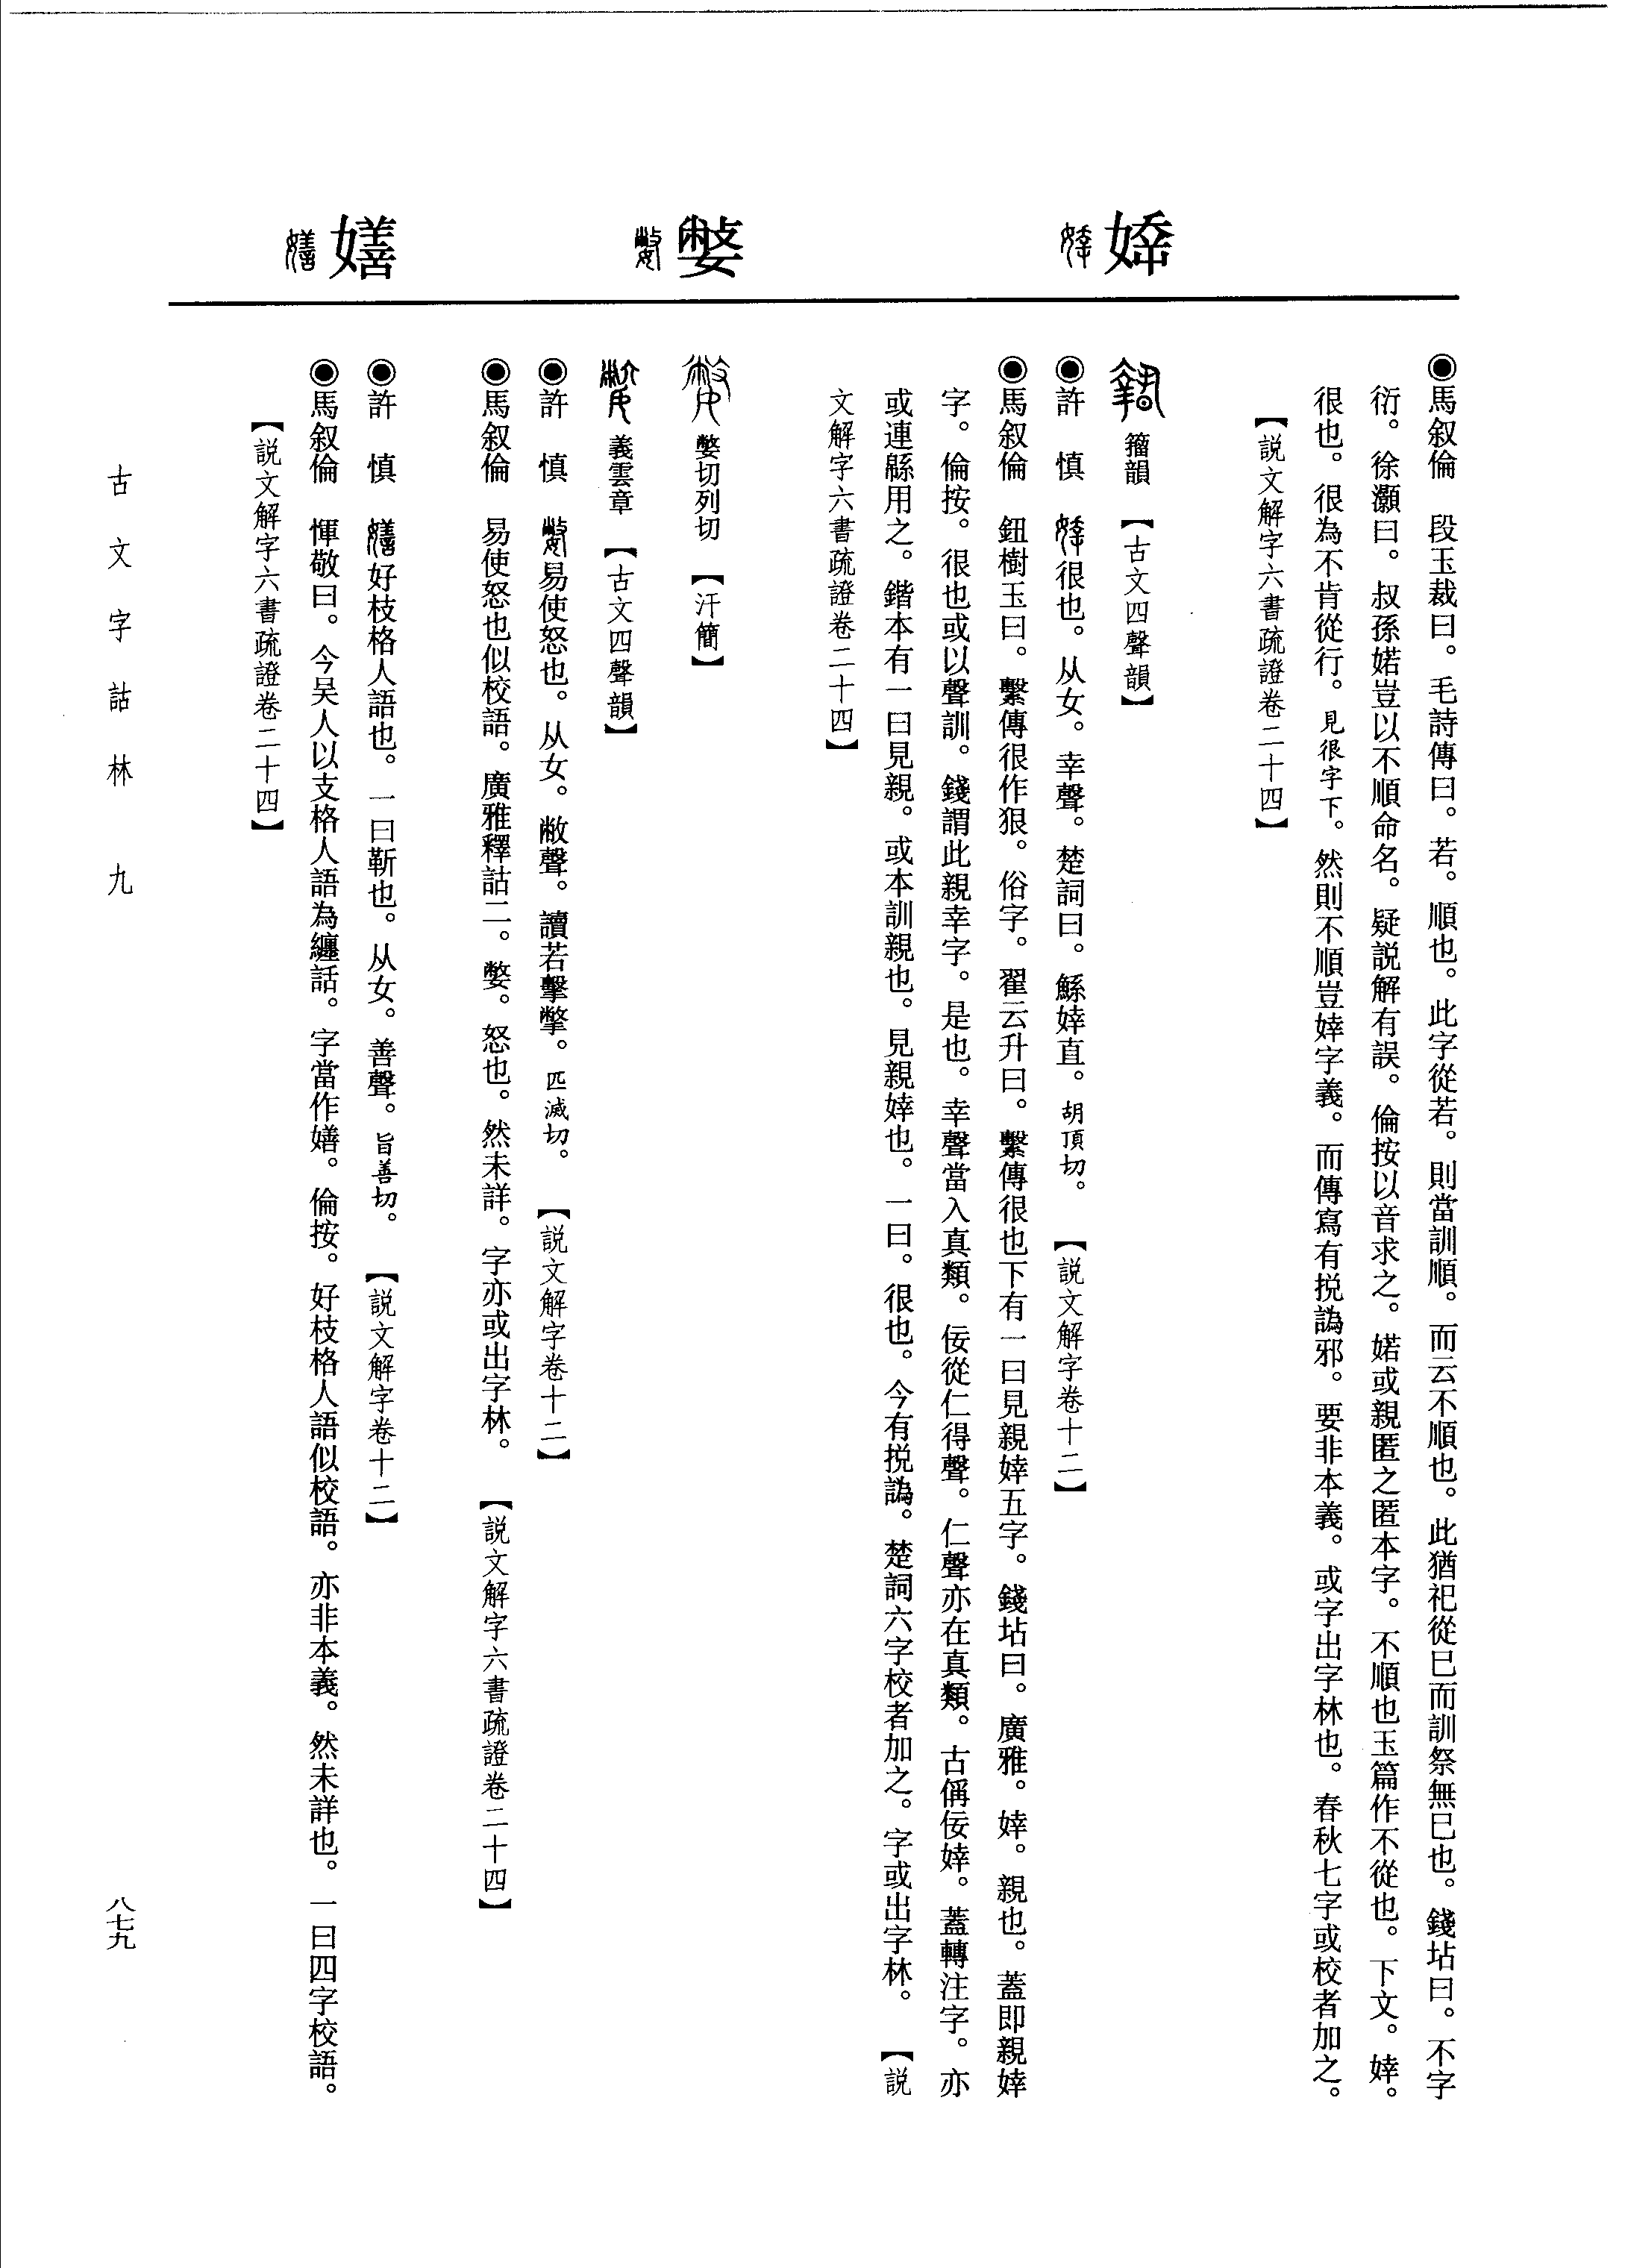 ◉馬叙倫　段玉裁曰。毛詩傳曰。若。順也。此字從若。則當訓順。而云不順也。此猶祀從巳而訓祭無巳也。錢坫曰。不字
衍。徐灝曰。叔孫婼豈以不順命名。疑説解有誤。倫按以音求之。婼或親匿之匿本字。不順也玉篇作不從也。下文。婞。
很也。很為不肯從行。見很字下。然則不順豈婞字義。而傳寫有捝譌邪。要非本義。或字出字林也。春秋七字或校者加之。
【説文解字六書疏證卷二十四】
婞
籀韻　【古文四聲韻】
◉許　慎　很也。从女。幸聲。楚詞曰。鯀婞直。胡頂切。　【説文解字卷十二】
◉馬叙倫　鈕樹玉曰。繫傳很作狠。俗字。翟云升曰。繫傳很也下有一曰見親婞五字。錢坫曰。廣雅。婞。親也。蓋即親婞
字。倫按。很也或以聲訓。錢謂此親幸字。是也。幸聲當入真類。佞從仁得聲。仁聲亦在真類。古偁佞婞。蓋轉注字。亦
或連緜用之。鍇本有一曰見親。或本訓親也。見親婞也。一曰。很也。今有捝譌。楚詞六字校者加之。字或出字林。　【説
文解字六書疏證卷二十四】
嫳
嫳切列切　【汗簡】
義雲章　【古文四聲韻】
◉許　慎　易使怒也。从女。敝聲。讀若擊撆。匹滅切。　【説文解字卷十二】
◉馬叙倫　易使怒也似校語。廣雅釋詁二。嫳。怒也。然未詳。字亦或出字林。　【説文解字六書疏證卷二十四】
嫸
◉許　慎　好枝格人語也。一曰靳也。从女。善聲。旨善切。　【説文解字卷十二】
◉馬叙倫　惲敬曰。今吴人以支格人語為纏話。字當作嫸。倫按。好枝格人語似校語。亦非本義。然未詳也。一曰四字校語。
【説文解字六書疏證卷二十四】
古文字詁林　九
八七九